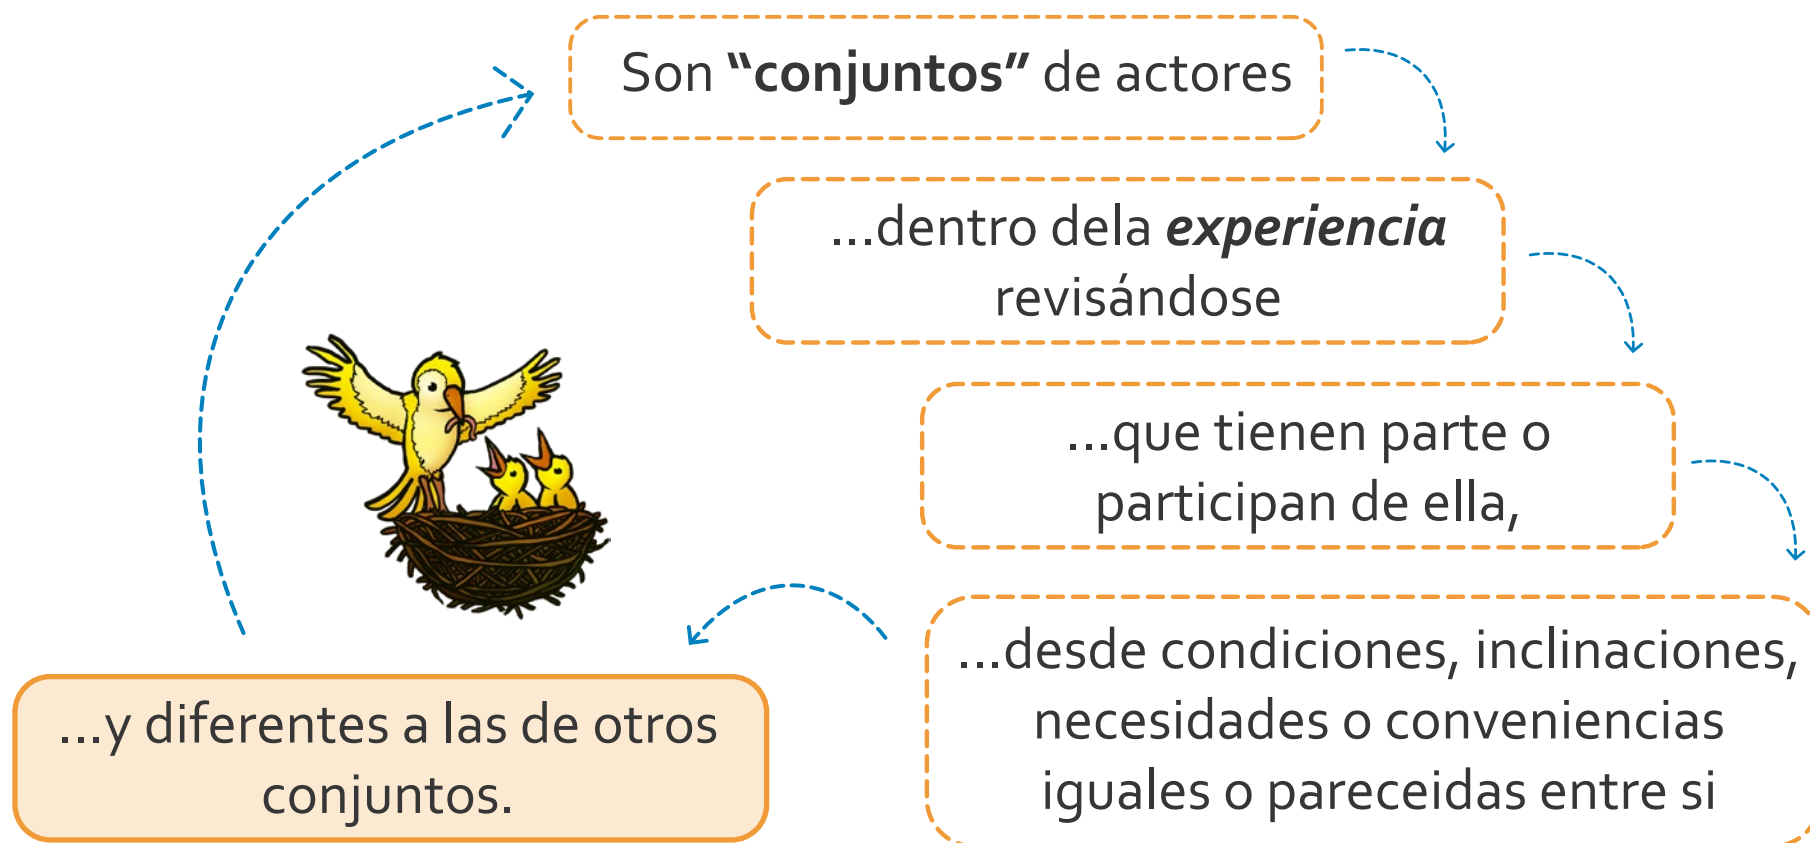 Son “conjuntos” de actores
...dentro dela experiencia
revisándose
...que tienen parte o
participan de ella,
...desde condiciones, inclinaciones,
necesidades o conveniencias
iguales o pareceidas entre si
...y diferentes a las de otros
conjuntos.